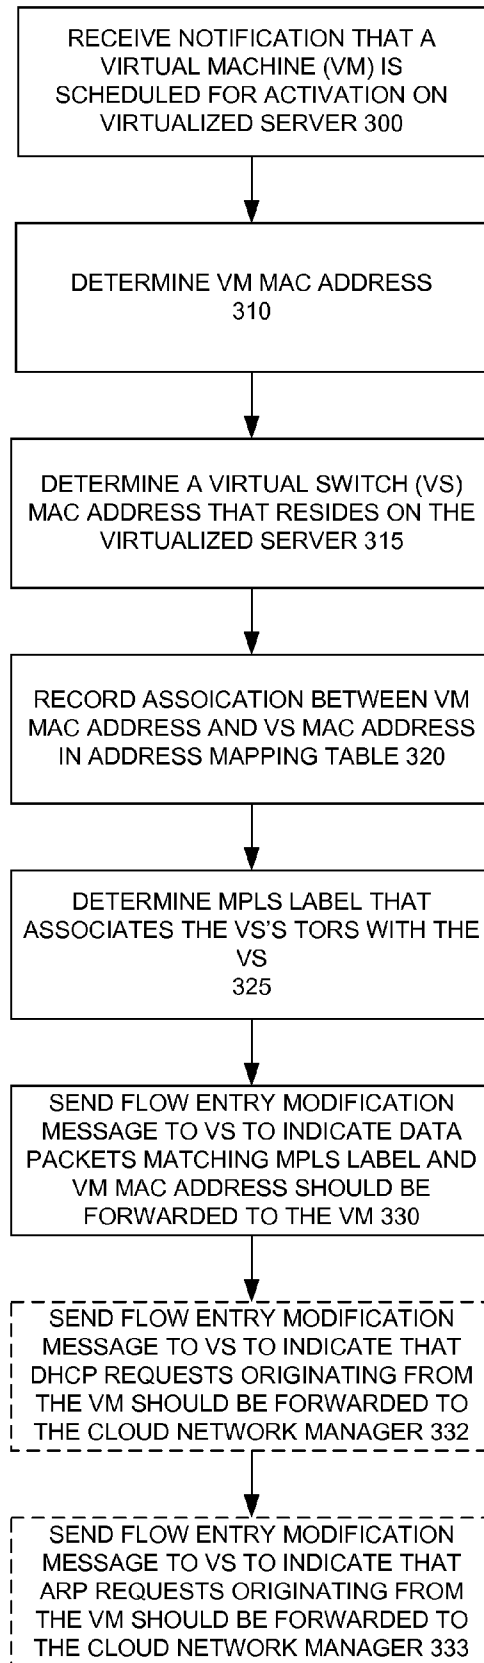 RECEIVE NOTIFICATION THAT A
VIRTUAL MACHINE (VM) IS
SCHEDULED FOR ACTIVATION ON
VIRTUALIZED SERVER 300
DETERMINE VM MAC ADDRESS
310
DETERMINE A VIRTUAL SWITCH (VS)
MAC ADDRESS THAT RESIDES ON THE
VIRTUALIZED SERVER 315
RECORD ASSOICATION BETWEEN VM
MAC ADDRESS AND VS MAC ADDRESS
IN ADDRESS MAPPING TABLE 320
DETERMINE MPLS LABEL THAT
ASSOCIATES THE VS'S TORS WITH THE
VS
325
SEND FLOW ENTRY MODIFICATION
MESSAGE TO VS TO INDICATE DATA
PACKETS MATCHING MPLS LABEL AND
VM MAC ADDRESS SHOULD BE
FORWARDED TO THE VM 330
SEND FLOW ENTRY MODIFICATION
MESSAGE TO VS TO INDICATE THAT
DHCP REQUESTS ORIGINATING FROM
THE VM SHOULD BE FORWARDED TO
THE CLOUD NETWORK MANAGER 332
SEND FLOW ENTRY MODIFICATION
MESSAGE TO VS TO INDICATE THAT
ARP REQUESTS ORIGINATING FROM
THE VM SHOULD BE FORWARDED TO
THE CLOUD NETWORK MANAGER 333